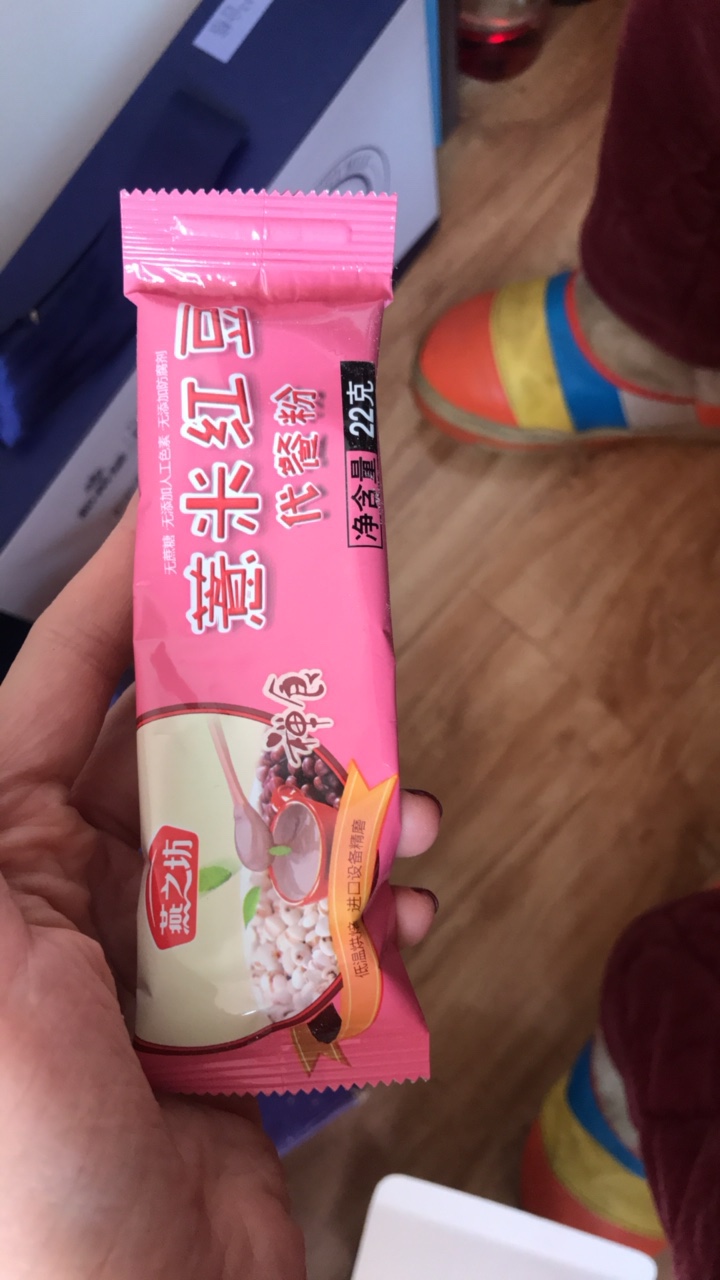 无蔗糖 无添加人工色素 无添加防腐剂
薏米红豆
代餐粉
净含量 22克
禅食
燕之坊
低温烘焙 进口设备精磨